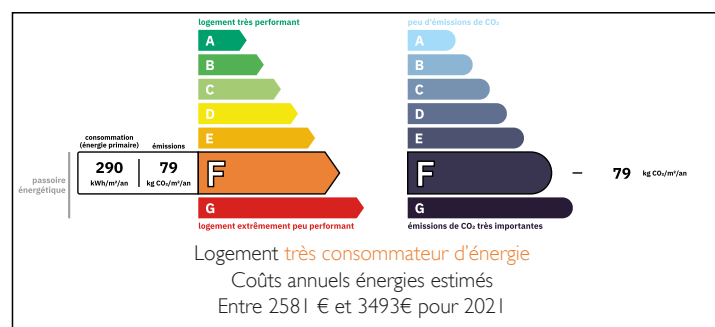 logement très performant
peu d'émissions de CO₂
A
A
B
B
C
C
D
D
consommation
(énergie primaire)
émissions
E
E
passoire
énergétique
290
kWh/m²/an
79
kg CO₂/m²/an
F
F
79
kg CO₂/m²/an
G
G
logement extrêmement peu performant
émissions de CO₂ très importantes
Logement très consommateur d'énergie
Coûts annuels énergies estimés
Entre 2581 € et 3493€ pour 2021